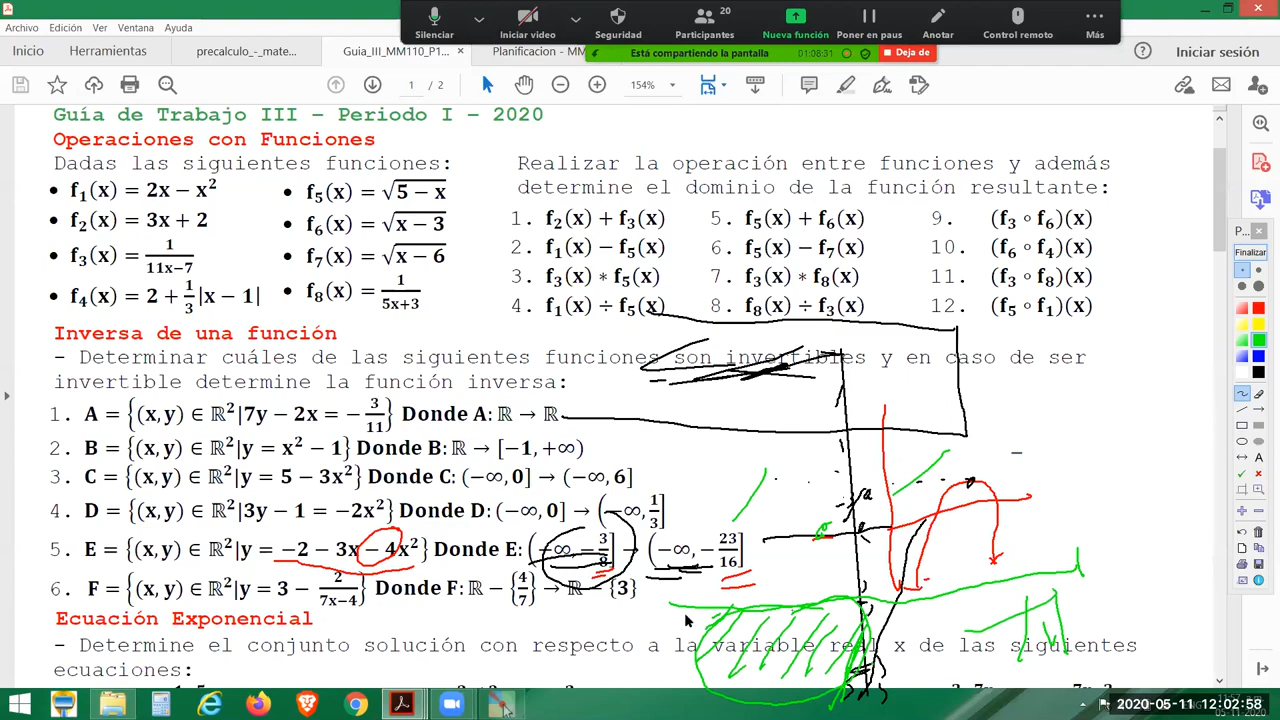 Archivo Edición Ver Ventana Ayuda
Silenciar Iniciar video Seguridad Participantes 20 Nueva función Poner en paus Anotar Control remoto Más
Inicio Herramientas precalculo_-_mate... Guia_III_MM110_P1... × Planificacion - MM Está compartiendo la pantalla 01:08:31 Deja de Iniciar sesión
1 / 2 154%
Guía de Trabajo III – Periodo I – 2020
Operaciones con Funciones
Dadas las siguientes funciones:
• f₁(x) = 2x − x²
• f₂(x) = 3x + 2
• f₃(x) = 1/(11x−7)
• f₄(x) = 2 + 1/3|x − 1|
• f₅(x) = √(5 − x)
• f₆(x) = √(x − 3)
• f₇(x) = √(x − 6)
• f₈(x) = 1/(5x+3)
Realizar la operación entre funciones y además
determine el dominio de la función resultante:
1. f₂(x) + f₃(x) 5. f₅(x) + f₆(x) 9. (f₃ ∘ f₆)(x)
2. f₁(x) − f₅(x) 6. f₅(x) − f₇(x) 10. (f₆ ∘ f₄)(x)
3. f₃(x) ∗ f₅(x) 7. f₃(x) ∗ f₈(x) 11. (f₃ ∘ f₈)(x)
4. f₁(x) ÷ f₅(x) 8. f₈(x) ÷ f₃(x) 12. (f₅ ∘ f₁)(x)
Inversa de una función
- Determinar cuáles de las siguientes funciones son invertibles y en caso de ser
invertible determine la función inversa:
1. A = {(x,y) ∈ ℝ²|7y − 2x = −3/11} Donde A: ℝ → ℝ
2. B = {(x,y) ∈ ℝ²|y = x² − 1} Donde B: ℝ → [−1,+∞)
3. C = {(x,y) ∈ ℝ²|y = 5 − 3x²} Donde C: (−∞, 0] → (−∞, 6]
4. D = {(x,y) ∈ ℝ²|3y − 1 = −2x²} Donde D: (−∞, 0] → (−∞, 1/3]
5. E = {(x,y) ∈ ℝ²|y = −2 − 3x − 4x²} Donde E: (−∞, −3/8] → (−∞, −23/16]
6. F = {(x,y) ∈ ℝ²|y = 3 − 2/(7x−4)} Donde F: ℝ − {4/7} → ℝ − {3}
Ecuación Exponencial
- Determine el conjunto solución con respecto a la variable real x de las siguientes
ecuaciones:
P...
Finalizar
2020-05-11 12:02:58